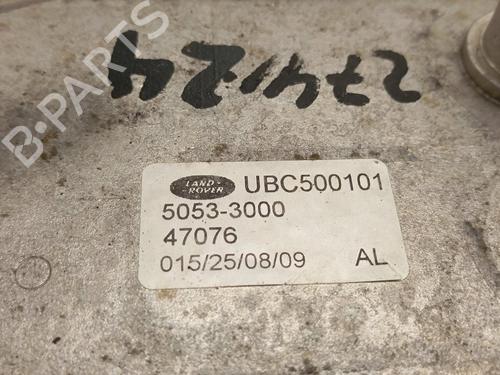 B-PARTS
LAND
ROVER
UBC500101
5053-3000
47076
015/25/08/09 AL